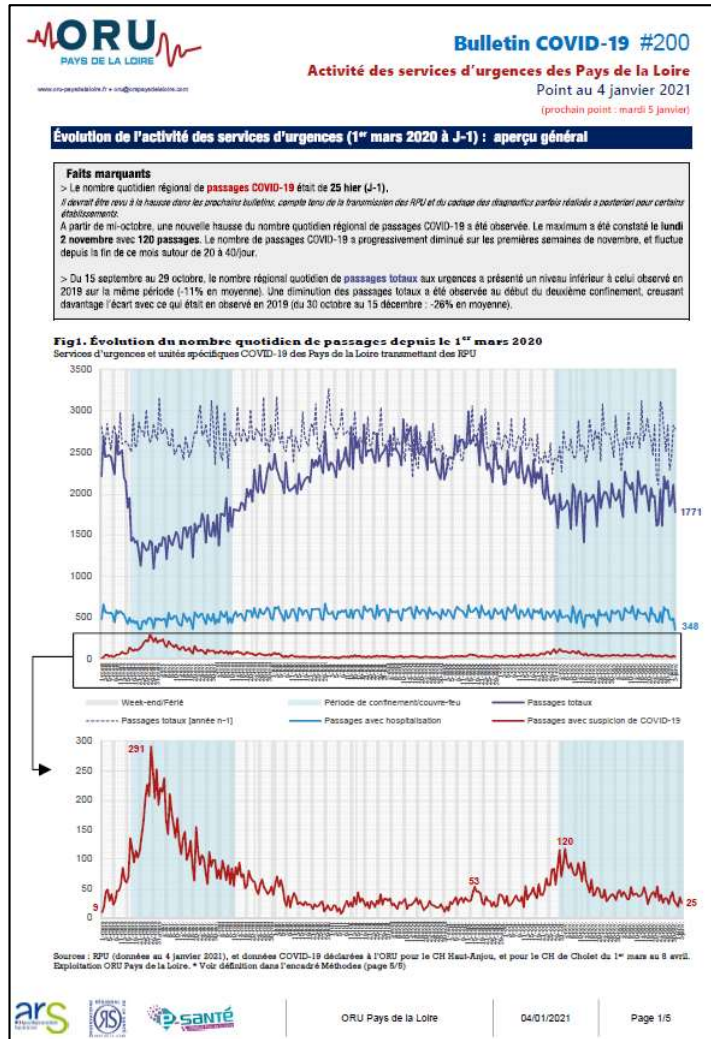 ORU
PAYS DE LA LOIRE
Bulletin COVID-19 #200
Activité des services d'urgences des Pays de la Loire
Point au 4 janvier 2021
(prochain point : mardi 5 janvier)
Évolution de l'activité des services d'urgences (1er mars 2020 à J-1) : aperçu général
Faits marquants
> Le nombre quotidien régional de passages COVID-19 était de 25 hier (J-1).
Il devrait être revu à la hausse dans les prochains bulletins, compte tenu de la transmission des RPU et du codage des diagnostics parfois réalisés a posteriori pour certains
établissements.
A partir de mi-octobre, une nouvelle hausse du nombre quotidien régional de passages COVID-19 a été observée. Le maximum a été constaté le lundi
2 novembre avec 120 passages. Le nombre de passages COVID-19 a progressivement diminué sur les premières semaines de novembre, et fluctue
depuis la fin de ce mois autour de 20 à 40/jour.
> Du 15 septembre au 29 octobre, le nombre régional quotidien de passages totaux aux urgences a présenté un niveau inférieur à celui observé en
2019 sur la même période (-11% en moyenne). Une diminution des passages totaux a été observée au début du deuxième confinement, creusant
davantage l'écart avec ce qui était en observé en 2019 (du 30 octobre au 15 décembre : -26% en moyenne).
Fig1. Évolution du nombre quotidien de passages depuis le 1er mars 2020
Services d'urgences et unités spécifiques COVID-19 des Pays de la Loire transmettant des RPU
3500
3000
2500
2000
1500
1000
500
0
1771
348
Week-end/Férié
Période de confinement/couvre-feu
Passages totaux
Passages totaux [année n-1]
Passages avec hospitalisation
Passages avec suspicion de COVID-19
300
250
200
150
100
50
0
291
9
53
120
25
Sources : RPU (données au 4 janvier 2021), et données COVID-19 déclarées à l'ORU pour le CH Haut-Anjou, et pour le CH de Cholet du 1er mars au 8 avril.
Exploitation ORU Pays de la Loire. * Voir définition dans l'encadré Méthodes (page 5/5)
ars
ORS
e-santé
ORU Pays de la Loire
04/01/2021
Page 1/5